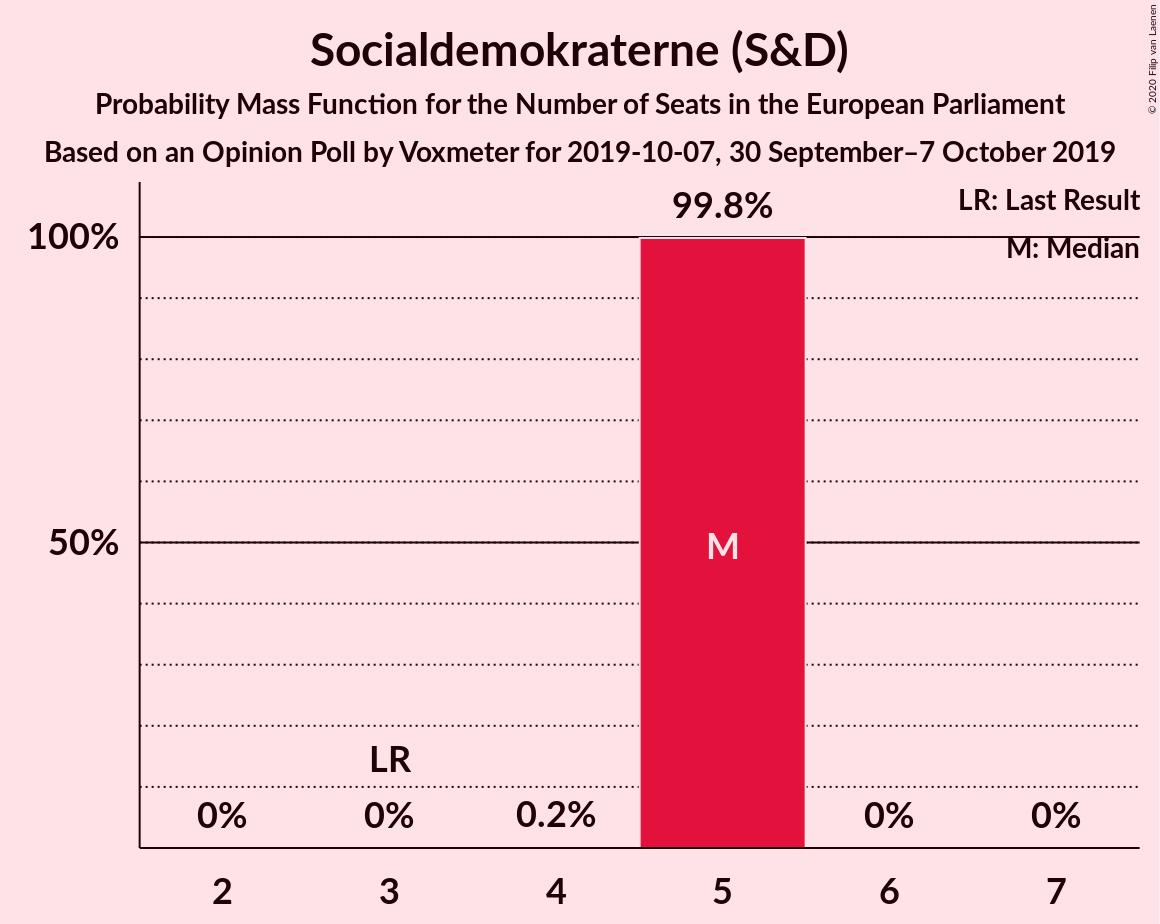 Socialdemokraterne (S&D)
Probability Mass Function for the Number of Seats in the European Parliament
Based on an Opinion Poll by Voxmeter for 2019-10-07, 30 September–7 October 2019
© 2020 Filip van Laenen
LR: Last Result
M: Median
99.8%
100%
50%
M
LR
0%
0%
0.2%
0%
0%
2
3
4
5
6
7